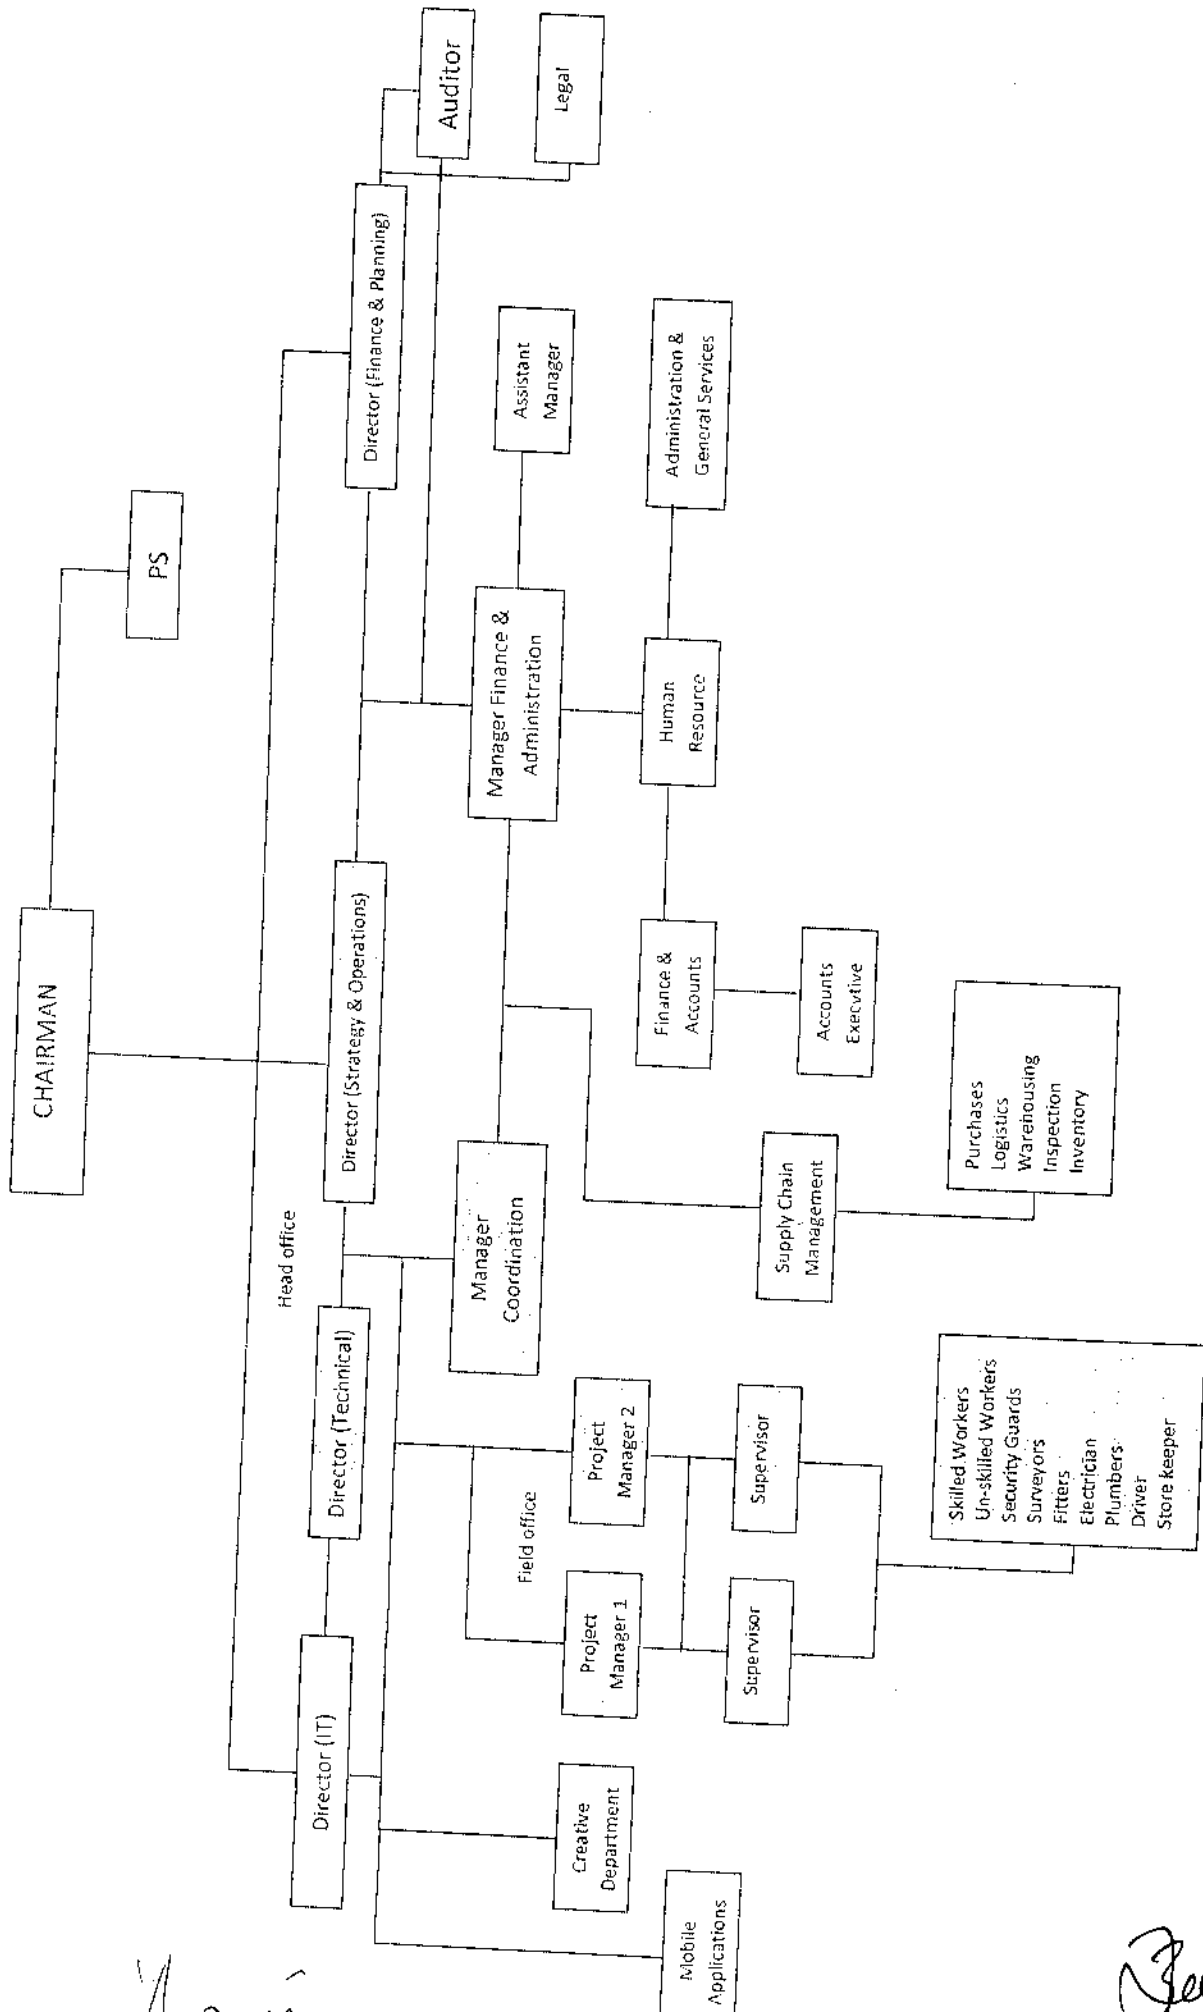 CHAIRMAN
PS
Head office
Director (IT)
Director (Technical)
Director (Strategy & Operations)
Director (Finance & Planning)
Auditor
Legal
Manager
Coordination
Manager Finance &
Administration
Assistant
Manager
Field office
Creative
Department
Mobile
Applications
Project
Manager 1
Project
Manager 2
Supervisor
Supervisor
Skilled Workers
Un-skilled Workers
Security Guards
Surveyors
Fitters
Electrician
Plumbers
Driver
Store keeper
Supply Chain
Management
Purchases
Logistics
Warehousing
Inspection
Inventory
Finance &
Accounts
Accounts
Executive
Human
Resource
Administration &
General Services